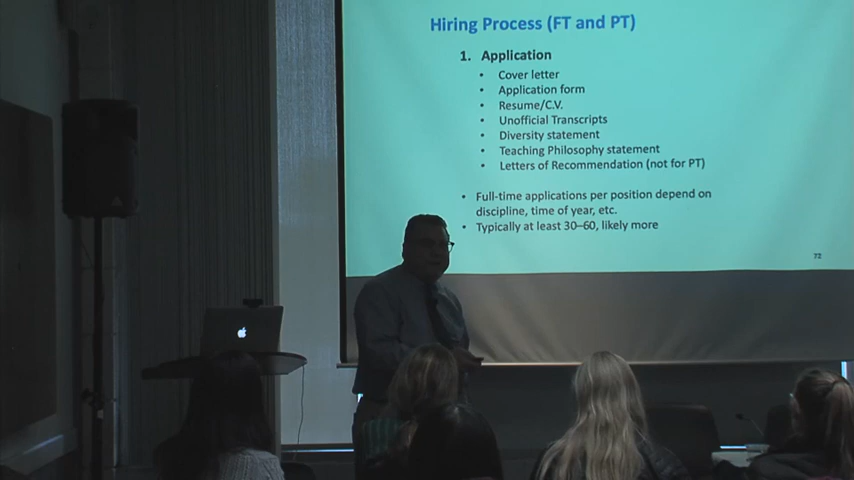 Hiring Process (FT and PT)
1. Application
• Cover letter
• Application form
• Resume/C.V.
• Unofficial Transcripts
• Diversity statement
• Teaching Philosophy statement
• Letters of Recommendation (not for PT)
• Full-time applications per position depend on
discipline, time of year, etc.
• Typically at least 30–60, likely more
72